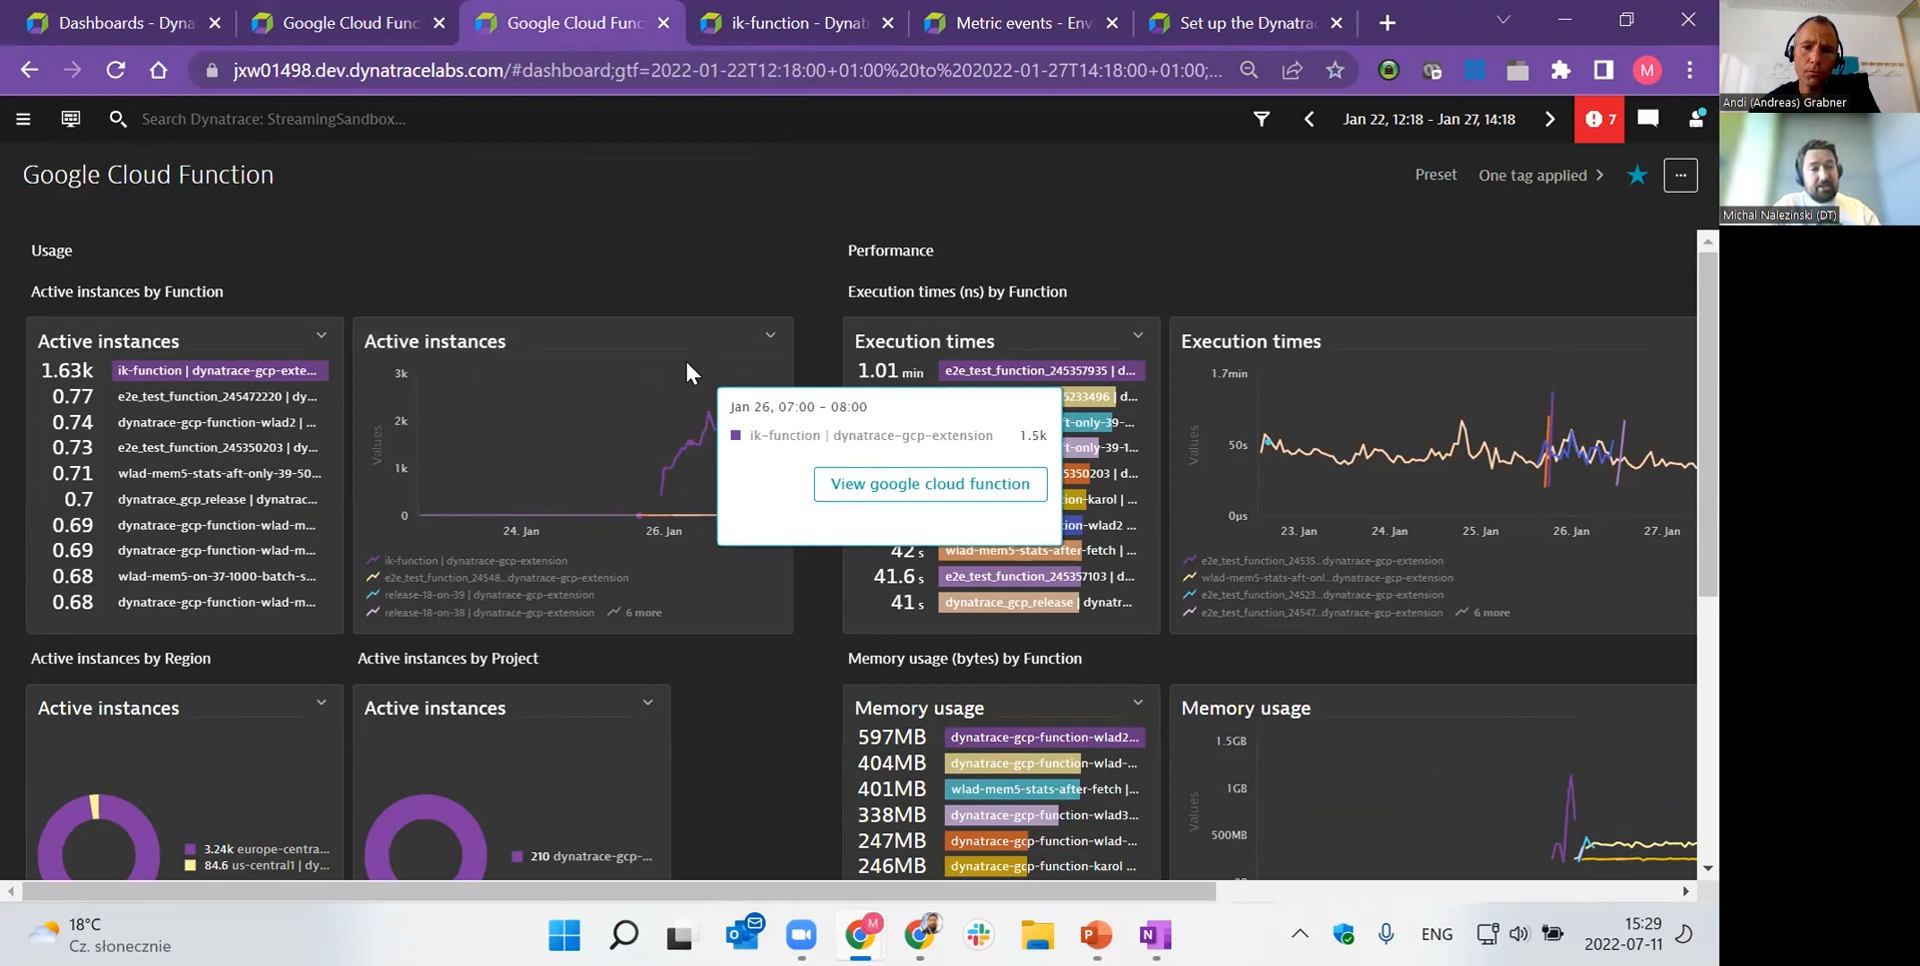 Dashboards - Dyna
Google Cloud Func
Google Cloud Func
ik-function - Dynat
Metric events - Env
Set up the Dynatra
jxw01498.dev.dynatracelabs.com/#dashboard;gtf=2022-01-22T12:18:00+01:00%20to%202022-01-27T14:18:00+01:00;...
M
Search Dynatrace: StreamingSandbox...
Jan 22, 12:18 - Jan 27, 14:18
7
Andi (Andreas) Grabner
Michal Nalezinski (DT)
Google Cloud Function
Preset
One tag applied
Usage
Active instances by Function
Active instances
1.63k ik-function | dynatrace-gcp-exte...
0.77 e2e_test_function_245472220 | dy...
0.74 dynatrace-gcp-function-wlad2 | ...
0.73 e2e_test_function_245350203 | dy...
0.71 wlad-mem5-stats-aft-only-39-50...
0.7 dynatrace_gcp_release | dynatrac...
0.69 dynatrace-gcp-function-wlad-m...
0.69 dynatrace-gcp-function-wlad-m...
0.68 wlad-mem5-on-37-1000-batch-s...
0.68 dynatrace-gcp-function-wlad-m...
Active instances
Values
3k
2k
1k
0
24. Jan
26. Jan
ik-function | dynatrace-gcp-extension
e2e_test_function_24548...dynatrace-gcp-extension
release-18-on-39 | dynatrace-gcp-extension
release-18-on-38 | dynatrace-gcp-extension
6 more
Jan 26, 07:00 - 08:00
ik-function | dynatrace-gcp-extension 1.5k
View google cloud function
Performance
Execution times (ns) by Function
Execution times
1.01 min e2e_test_function_245357935 | d...
5233496 | d...
ft-only-39-...
ft-only-39-1...
350203 | d...
ion-karol | ...
ion-wlad2 ...
42 s wlad-mem5-stats-after-fetch | ...
41.6 s e2e_test_function_245357103 | d...
41 s dynatrace_gcp_release | dynatr...
Execution times
Values
1.7min
50s
0µs
23. Jan
24. Jan
25. Jan
26. Jan
27. Jan
e2e_test_function_24535...dynatrace-gcp-extension
wlad-mem5-stats-aft-onl...dynatrace-gcp-extension
e2e_test_function_24523...dynatrace-gcp-extension
e2e_test_function_24547...dynatrace-gcp-extension
6 more
Active instances by Region
Active instances
3.24k europe-centra...
84.6 us-central1 | dy...
Active instances by Project
Active instances
210 dynatrace-gcp-...
Memory usage (bytes) by Function
Memory usage
597MB dynatrace-gcp-function-wlad2...
404MB dynatrace-gcp-function-wlad-...
401MB wlad-mem5-stats-after-fetch |...
338MB dynatrace-gcp-function-wlad3...
247MB dynatrace-gcp-function-wlad-...
246MB dynatrace-gcp-function-karol ...
Memory usage
Values
1.5GB
1GB
500MB
18°C
Cz. słonecznie
M
P
N
ENG
15:29
2022-07-11